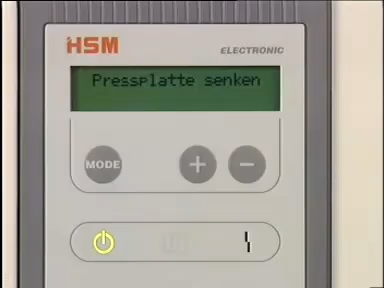 HSM
ELECTRONIC
Pressplatte senken
MODE
+
−